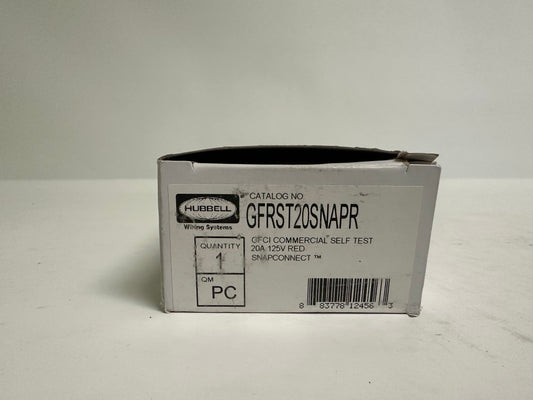 HUBBELL
Wiring Systems
CATALOG NO
GFRST20SNAPR
GFCI COMMERCIAL SELF TEST
20A 125V RED
SNAPCONNECT ™
QUANTITY
1
QM
PC
8 83778 12456 3